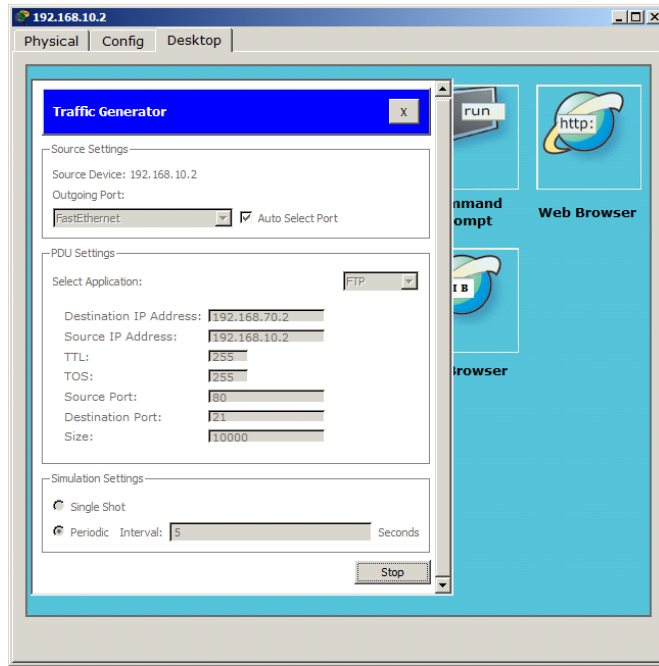 192.168.10.2
Physical Config Desktop
Traffic Generator X
Source Settings
Source Device: 192.168.10.2
Outgoing Port:
FastEthernet Auto Select Port
PDU Settings
Select Application: FTP
Destination IP Address: 192.168.70.2
Source IP Address: 192.168.10.2
TTL: 255
TOS: 255
Source Port: 80
Destination Port: 21
Size: 10000
Simulation Settings
Single Shot
Periodic Interval: 5 Seconds
Stop
run
http:
mmand
ompt
Web Browser
I B
Browser